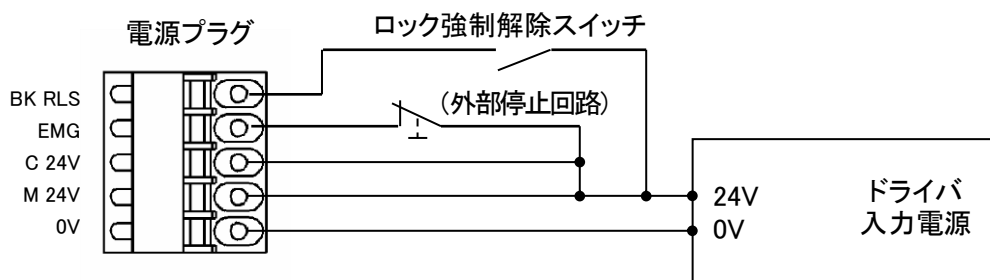 電源プラグ
ロック強制解除スイッチ
BK RLS
(外部停止回路)
EMG
C 24V
M 24V
24V
ドライバ
入力電源
0V
0V